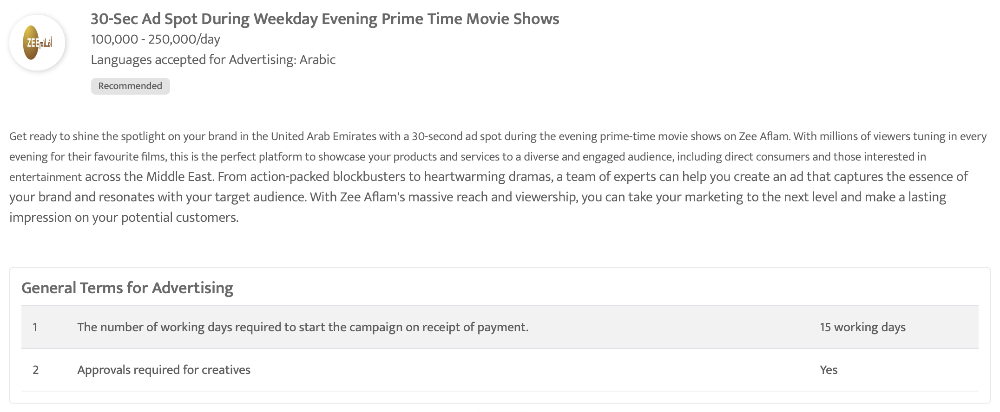 ZEE أفلام
30-Sec Ad Spot During Weekday Evening Prime Time Movie Shows
100,000 - 250,000/day
Languages accepted for Advertising: Arabic
Recommended
Get ready to shine the spotlight on your brand in the United Arab Emirates with a 30-second ad spot during the evening prime-time movie shows on Zee Aflam. With millions of viewers tuning in every
evening for their favourite films, this is the perfect platform to showcase your products and services to a diverse and engaged audience, including direct consumers and those interested in
entertainment across the Middle East. From action-packed blockbusters to heartwarming dramas, a team of experts can help you create an ad that captures the essence of
your brand and resonates with your target audience. With Zee Aflam's massive reach and viewership, you can take your marketing to the next level and make a lasting
impression on your potential customers.
General Terms for Advertising
1 The number of working days required to start the campaign on receipt of payment. 15 working days
2 Approvals required for creatives Yes